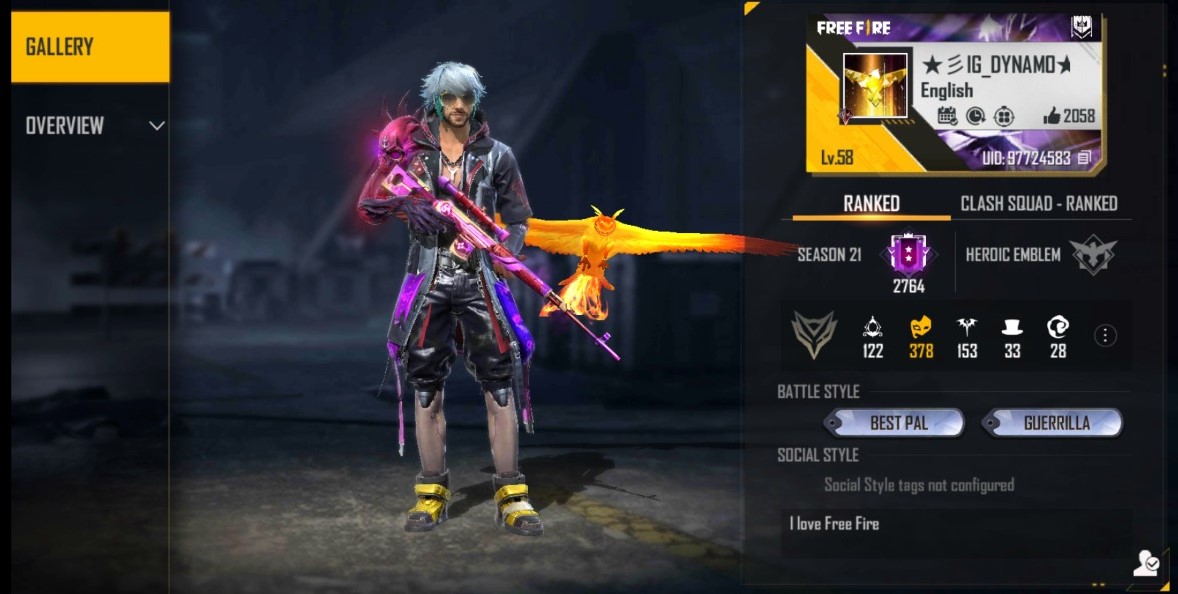 GALLERY
OVERVIEW
FREE FIRE
★彡IG_DYNAMO★
English
2058
Lv.58
UID: 97724583
RANKED
CLASH SQUAD - RANKED
SEASON 21
2764
HEROIC EMBLEM
122
378
153
33
28
BATTLE STYLE
BEST PAL
GUERRILLA
SOCIAL STYLE
Social Style tags not configured
I love Free Fire